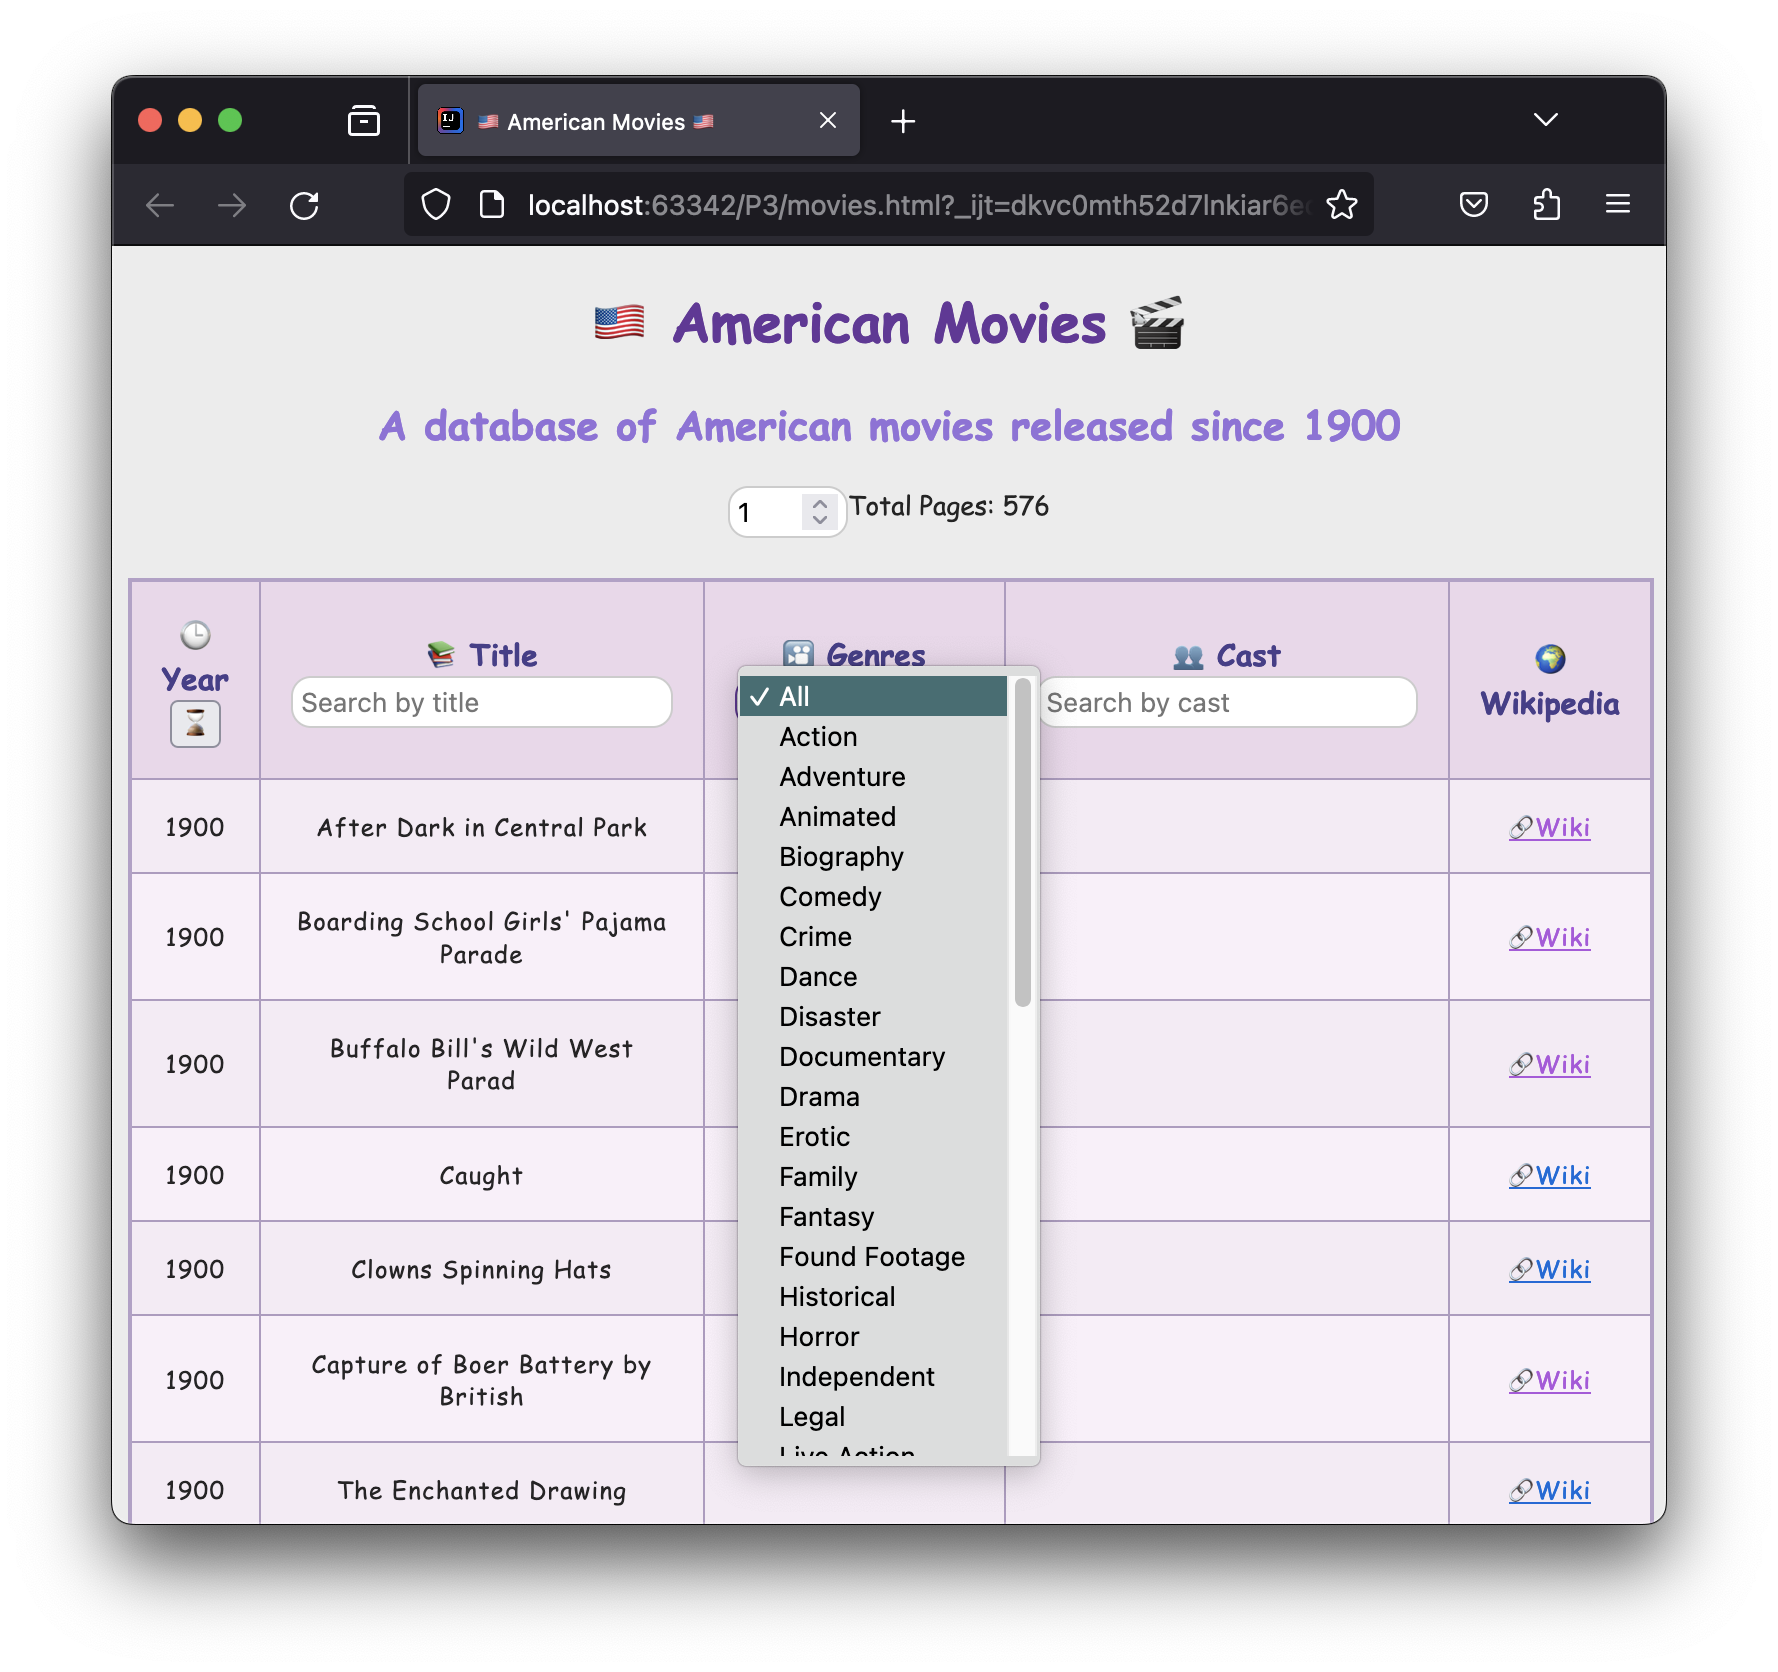 American Movies
localhost:63342/P3/movies.html?_ijt=dkvc0mth52d7lnkiar6e
American Movies
A database of American movies released since 1900
1 Total Pages: 576
Year
Title
Search by title
Genres
Cast
Search by cast
Wikipedia
All
Action
Adventure
Animated
Biography
Comedy
Crime
Dance
Disaster
Documentary
Drama
Erotic
Family
Fantasy
Found Footage
Historical
Horror
Independent
Legal
Live Action
1900 After Dark in Central Park Wiki
1900 Boarding School Girls' Pajama
Parade Wiki
1900 Buffalo Bill's Wild West
Parad Wiki
1900 Caught Wiki
1900 Clowns Spinning Hats Wiki
1900 Capture of Boer Battery by
British Wiki
1900 The Enchanted Drawing Wiki